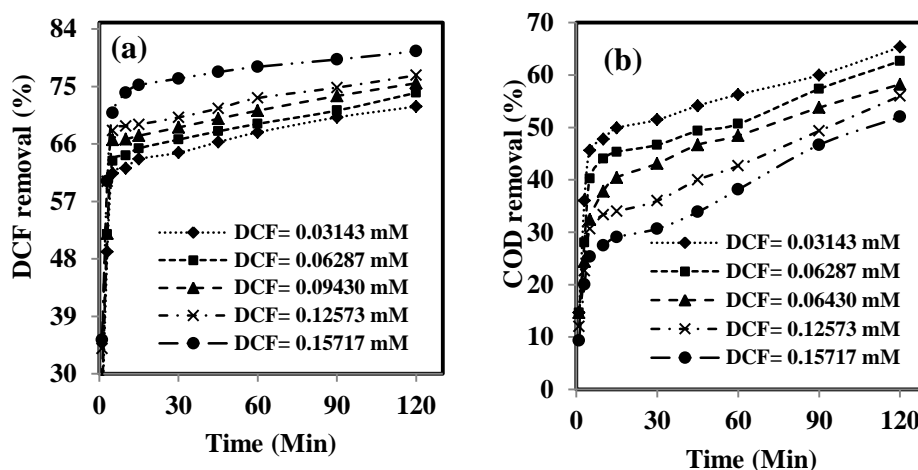 (a)
DCF removal (%)
84
75
66
57
48
39
30
DCF= 0.03143 mM
DCF= 0.06287 mM
DCF= 0.09430 mM
DCF= 0.12573 mM
DCF= 0.15717 mM
0 30 60 90 120
Time (Min)
(b)
COD removal (%)
70
60
50
40
30
20
10
0
DCF= 0.03143 mM
DCF= 0.06287 mM
DCF= 0.06430 mM
DCF= 0.12573 mM
DCF= 0.15717 mM
0 30 60 90 120
Time (Min)